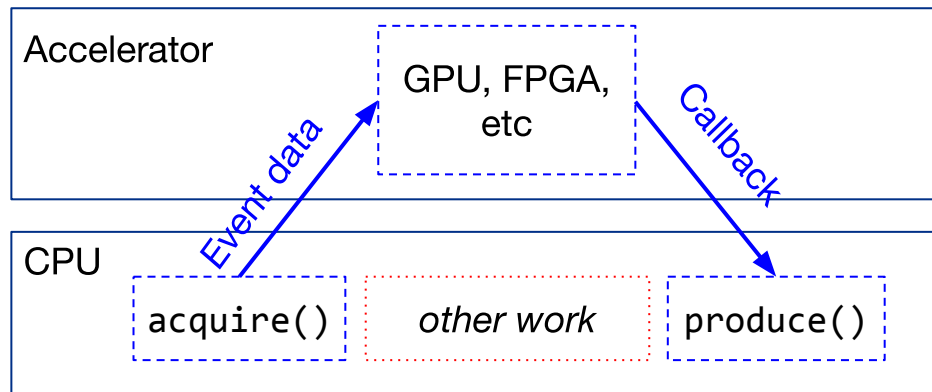 Accelerator
GPU, FPGA,
etc
Event data
Callback
CPU
acquire()
other work
produce()